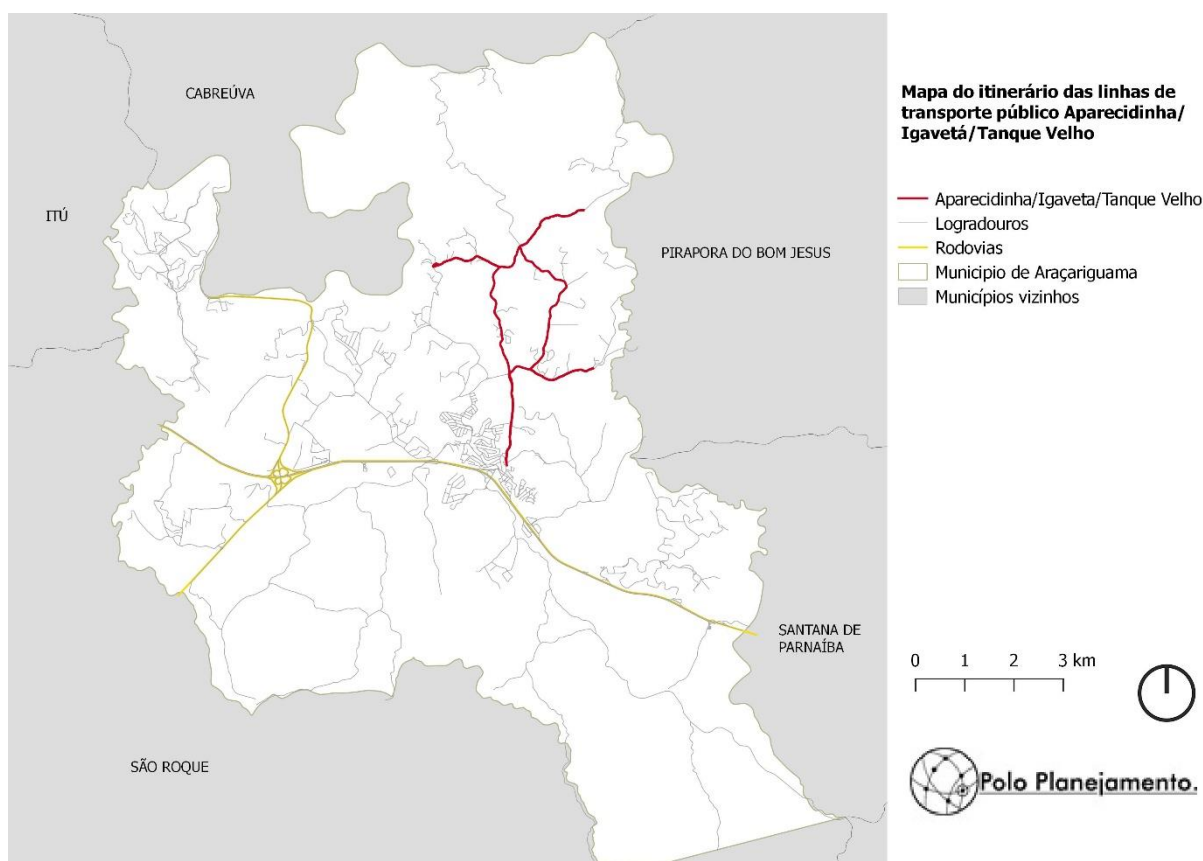 Mapa do itinerário das linhas de
transporte público Aparecidinha/
Igavetá/Tanque Velho
Aparecidinha/Igaveta/Tanque Velho
Logradouros
Rodovias
Municipio de Araçariguama
Municípios vizinhos
CABREÚVA
ITÚ
PIRAPORA DO BOM JESUS
SANTANA DE
PARNAÍBA
SÃO ROQUE
0 1 2 3 km
Polo Planejamento.